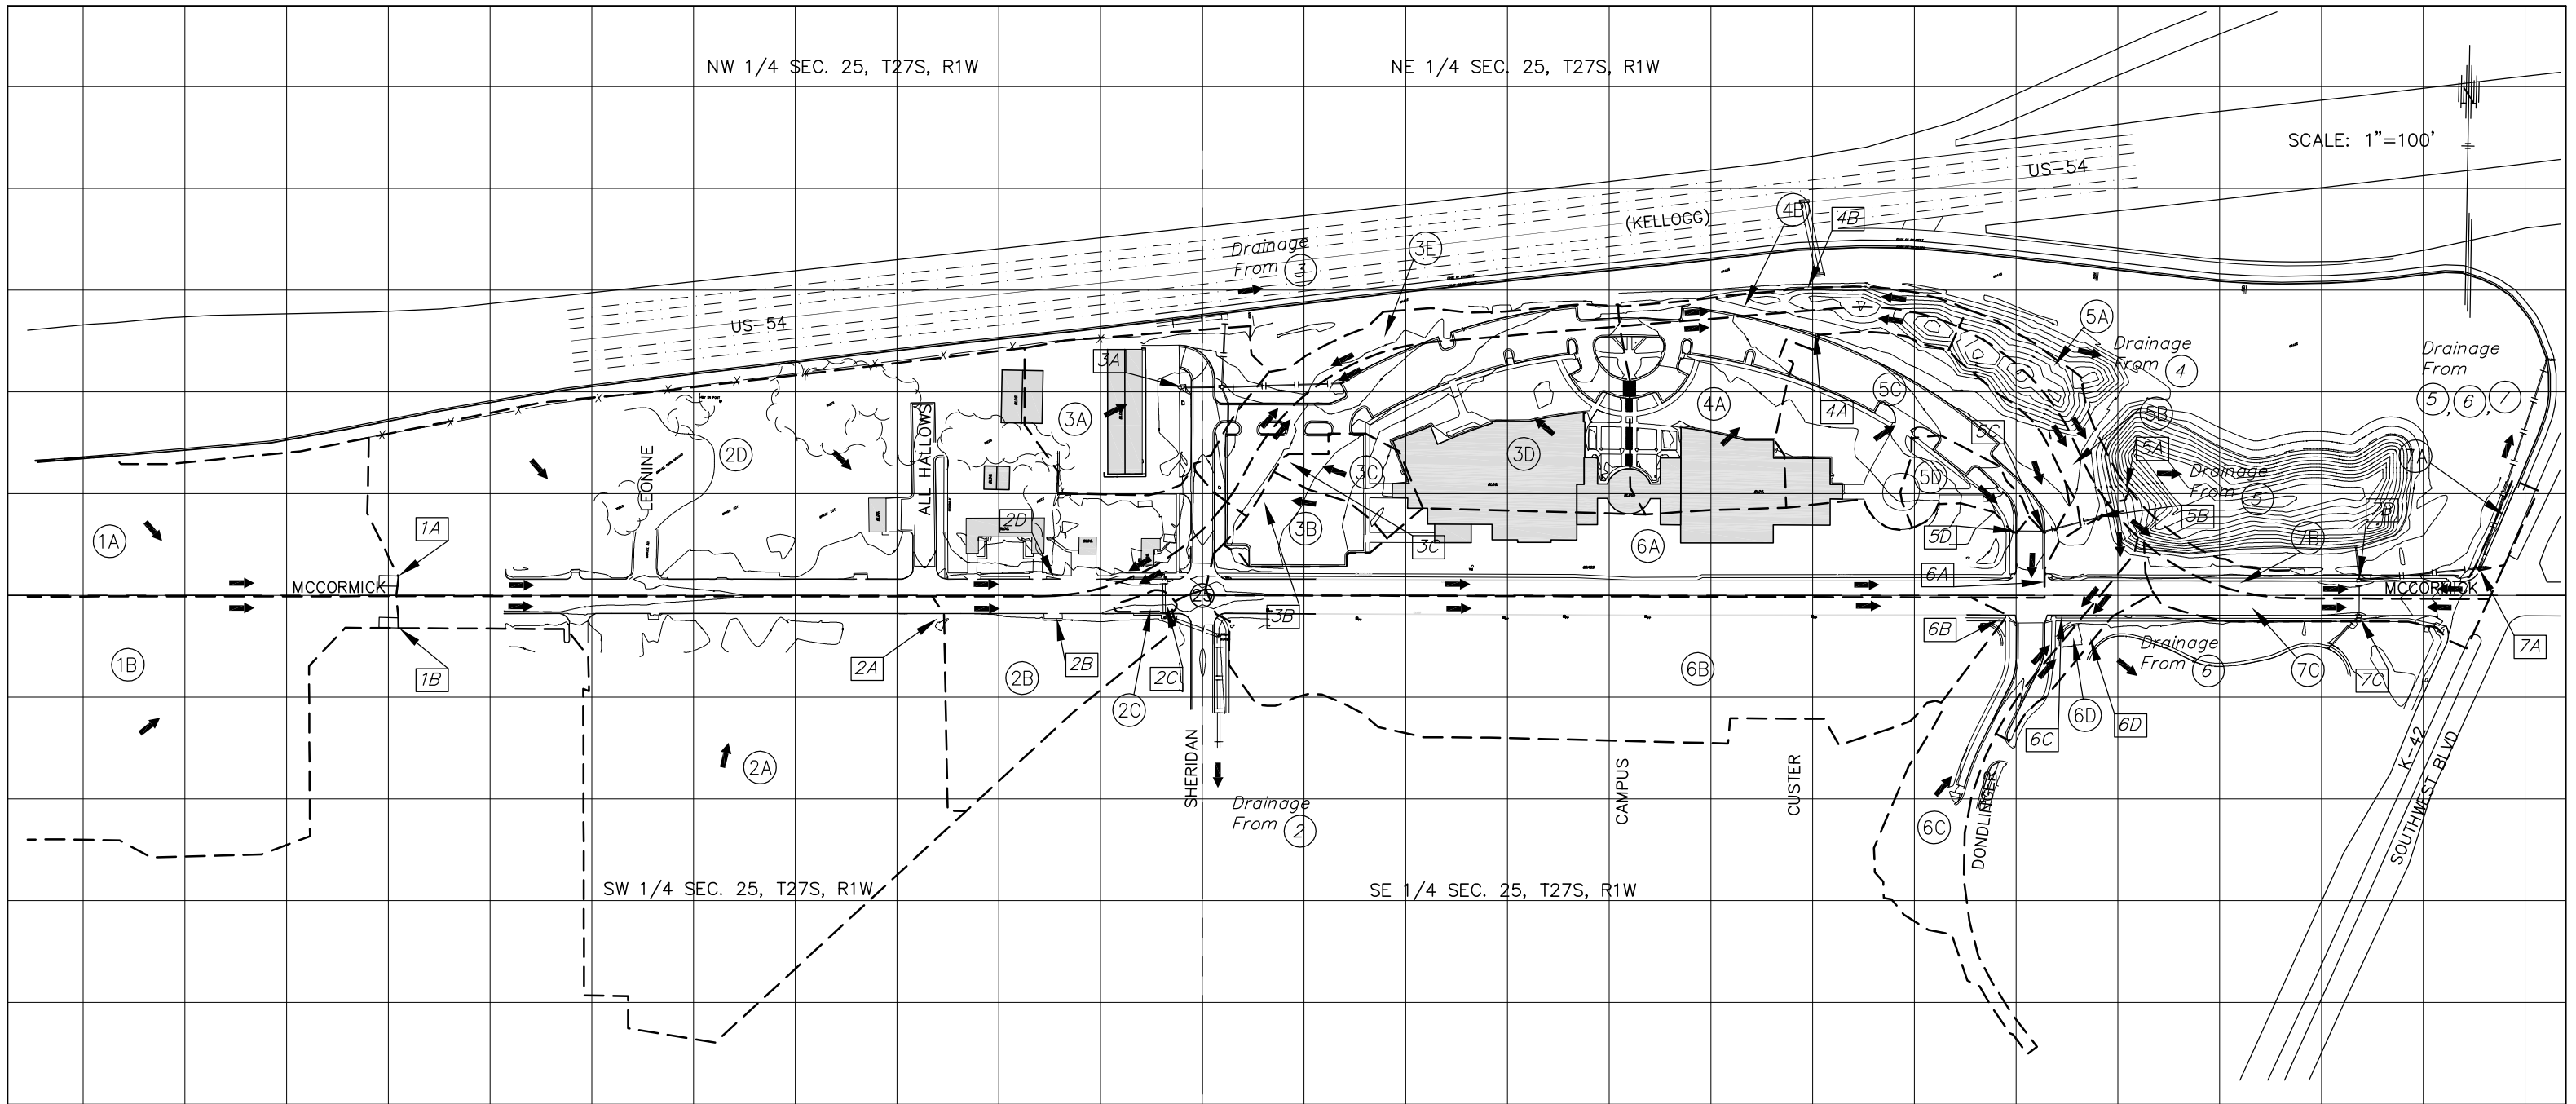 NW 1/4 SEC. 25, T27S, R1W
NE 1/4 SEC. 25, T27S, R1W
SCALE: 1"=100'
N
US-54
(KELLOGG)
4B
4B
3E
Drainage
From 3
US-54
5A
Drainage
From 4
Drainage
From
5, 6, 7
3A
3A
4A
4A
5C
5C
5B
5A
7A
Drainage
From 5
2D
LEONINE
ALL HALLOWS
3D
3C
5D
7B
7B
1A
1A
2D
3B
3C
6A
5D
5B
MCCORMICK
25
6A
MCCORMICK
3B
6B
1B
1B
2A
2B
2B
2C
2C
6B
6C
6D
6D
Drainage
From 6
7C
7C
7A
2A
SHERIDAN
CAMPUS
CUSTER
DONDLINGER
K-42
SOUTHWEST BLVD.
Drainage
From 2
6C
SW 1/4 SEC. 25, T27S, R1W
SE 1/4 SEC. 25, T27S, R1W